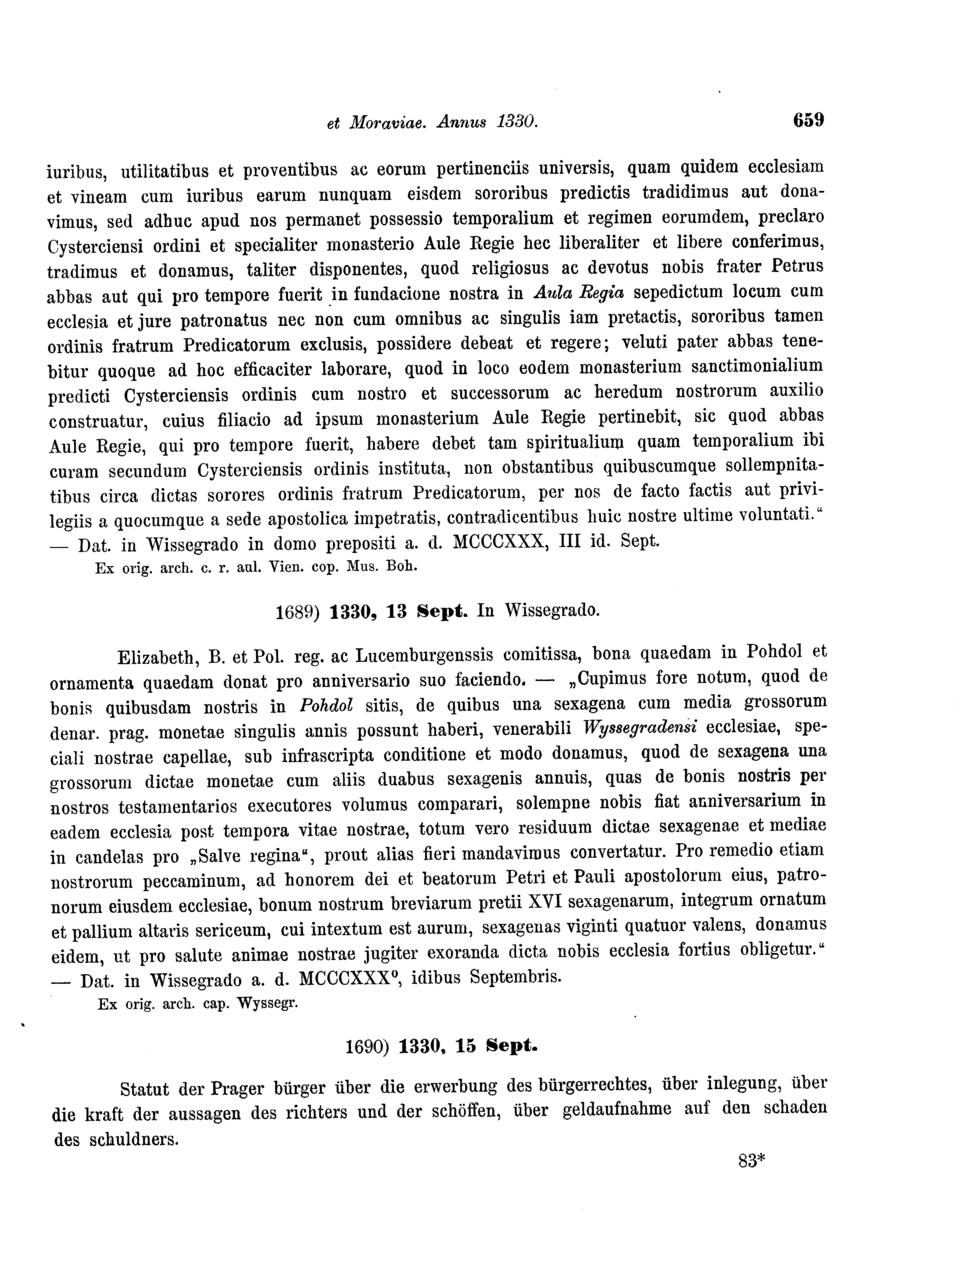 et Moraviae. Annus 1330. 659
iuribus, utilitatibus et proventibus ac eorum pertinenciis universis, quam quidem ecclesiam
et vineam cum iuribus earum nunquam eisdem sororibus predictis tradidimus aut dona-
vimus, sed adhuc apud nos permanet possessio temporalium et regimen eorumdem, preclaro
Cysterciensi ordini et specialiter monasterio Aule Regie hec liberaliter et libere conferimus,
tradimus et donamus, taliter disponentes, quod religiosus ac devotus nobis frater Petrus
abbas aut qui pro tempore fuerit in fundacione nostra in Aula Regia sepedictum locum cum
ecclesia et jure patronatus nec non cum omnibus ac singulis iam pretactis, sororibus tamen
ordinis fratrum Predicatorum exclusis, possidere debeat et regere; veluti pater abbas tene-
bitur quoque ad hoc efficaciter laborare, quod in loco eodem monasterium sanctimonialium
predicti Cysterciensis ordinis cum nostro et successorum ac heredum nostrorum auxilio
construatur, cuius filiacio ad ipsum monasterium Aule Regie pertinebit, sic quod abbas
Aule Regie, qui pro tempore fuerit, habere debet tam spiritualium quam temporalium ibi
curam secundum Cysterciensis ordinis instituta, non obstantibus quibuscumque sollempnita-
tibus circa dictas sorores ordinis fratrum Predicatorum, per nos de facto factis aut privi-
legiis a quocumque a sede apostolica impetratis, contradicentibus huic nostre ultime voluntati.“
— Dat. in Wissegrado in domo prepositi a. d. MCCCXXX, III id. Sept.
Ex orig. arch. c. r. aul. Vien. cop. Mus. Boh.
1689) 1330, 13 Sept. In Wissegrado.
Elizabeth, B. et Pol. reg. ac Lucemburgenssis comitissa, bona quaedam in Pohdol et
ornamenta quaedam donat pro anniversario suo faciendo. — „Cupimus fore notum, quod de
bonis quibusdam nostris in Pohdol sitis, de quibus una sexagena cum media grossorum
denar. prag. monetae singulis annis possunt haberi, venerabili Wyssegradensi ecclesiae, spe-
ciali nostrae capellae, sub infrascripta conditione et modo donamus, quod de sexagena una
grossorum dictae monetae cum aliis duabus sexagenis annuis, quas de bonis nostris per
nostros testamentarios executores volumus comparari, solempne nobis fiat anniversarium in
eadem ecclesia post tempora vitae nostrae, totum vero residuum dictae sexagenae et mediae
in candelas pro „Salve regina“, prout alias fieri mandavimus convertatur. Pro remedio etiam
nostrorum peccaminum, ad honorem dei et beatorum Petri et Pauli apostolorum eius, patro-
norum eiusdem ecclesiae, bonum nostrum breviarum pretii XVI sexagenarum, integrum ornatum
et pallium altaris sericeum, cui intextum est aurum, sexagenas viginti quatuor valens, donamus
eidem, ut pro salute animae nostrae jugiter exoranda dicta nobis ecclesia fortius obligetur.“
— Dat. in Wissegrado a. d. MCCCXXX⁰, idibus Septembris.
Ex orig. arch. cap. Wyssegr.
1690) 1330, 15 Sept.
Statut der Prager bürger über die erwerbung des bürgerrechtes, über inlegung, über
die kraft der aussagen des richters und der schöffen, über geldaufnahme auf den schaden
des schuldners.
83*